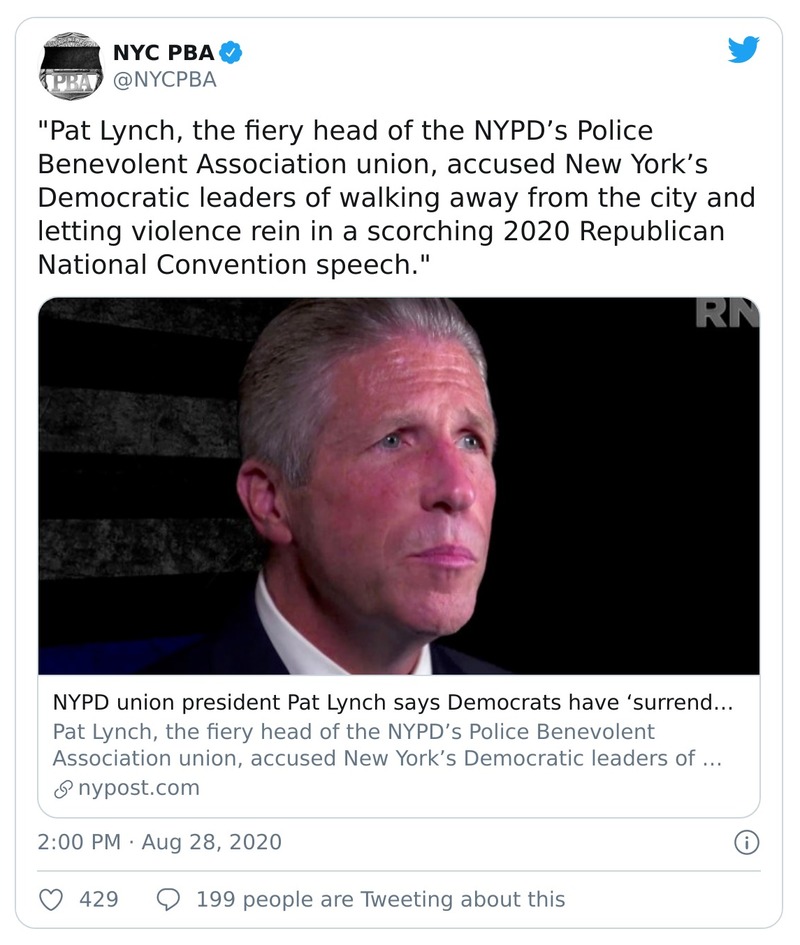 NYC PBA
@NYCPBA
PBA
"Pat Lynch, the fiery head of the NYPD’s Police
Benevolent Association union, accused New York’s
Democratic leaders of walking away from the city and
letting violence rein in a scorching 2020 Republican
National Convention speech."
RN
NYPD union president Pat Lynch says Democrats have ‘surrend...
Pat Lynch, the fiery head of the NYPD’s Police Benevolent
Association union, accused New York’s Democratic leaders of ...
nypost.com
2:00 PM · Aug 28, 2020
429
199 people are Tweeting about this